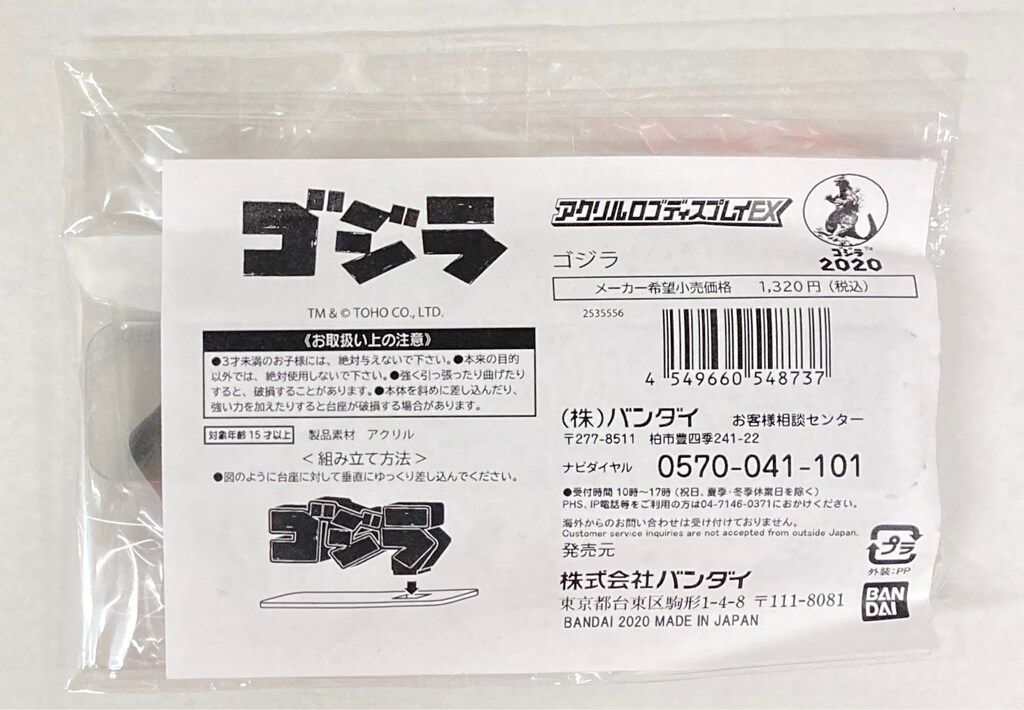 ゴジラ
TM & © TOHO CO., LTD.
《お取扱い上の注意》
●3才未満のお子様には、絶対与えないで下さい。●本来の目的
以外では、絶対使用しないで下さい。●強く引っ張ったり曲げたり
すると、破損することがあります。●本体を斜めに差し込んだり、
強い力を加えたりすると台座が破損する場合があります。
対象年齢15才以上 製品素材 アクリル
＜組み立て方法＞
●図のように台座に対して垂直にゆっくり差し込んでください。
ゴジラ
アクリルロゴディスプレイEX
ゴジラ™
2020
ゴジラ
メーカー希望小売価格 1,320円（税込）
2535556
4 549660 548737
(株)バンダイ お客様相談センター
〒277-8511 柏市豊四季241-22
ナビダイヤル 0570-041-101
●受付時間 10時〜17時 (祝日、夏季・冬季休業日を除く)
PHS、IP電話等をご利用の方は04-7146-0371におかけください。
海外からのお問い合わせは受け付けておりません。
Customer service inquiries are not accepted from outside Japan.
発売元
株式会社バンダイ
東京都台東区駒形1-4-8 〒111-8081
BANDAI 2020 MADE IN JAPAN
プラ
外装:PP
BAN
DAI